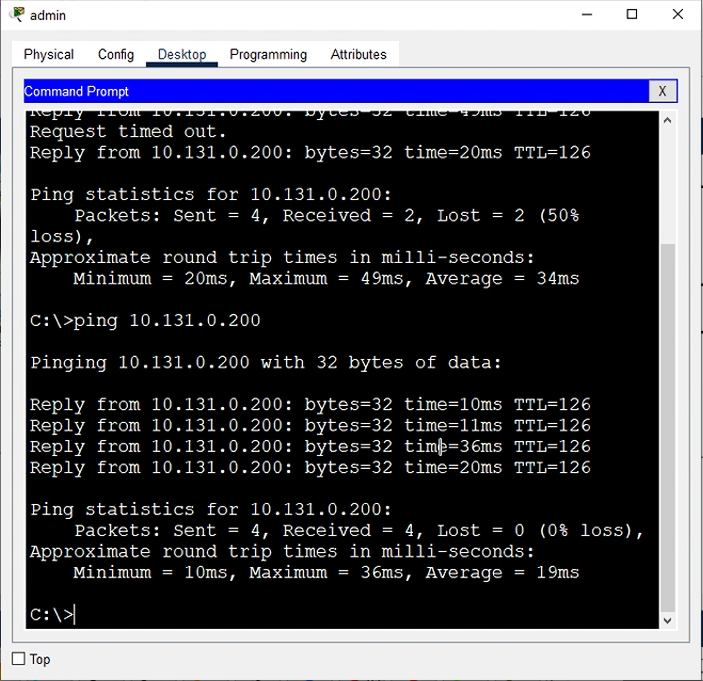 admin
Physical Config Desktop Programming Attributes
Command Prompt X
Reply from 10.131.0.200: bytes=32 time=49ms TTL=126
Request timed out.
Reply from 10.131.0.200: bytes=32 time=20ms TTL=126
Ping statistics for 10.131.0.200:
Packets: Sent = 4, Received = 2, Lost = 2 (50%
loss),
Approximate round trip times in milli-seconds:
Minimum = 20ms, Maximum = 49ms, Average = 34ms
C:\>ping 10.131.0.200
Pinging 10.131.0.200 with 32 bytes of data:
Reply from 10.131.0.200: bytes=32 time=10ms TTL=126
Reply from 10.131.0.200: bytes=32 time=11ms TTL=126
Reply from 10.131.0.200: bytes=32 time=36ms TTL=126
Reply from 10.131.0.200: bytes=32 time=20ms TTL=126
Ping statistics for 10.131.0.200:
Packets: Sent = 4, Received = 4, Lost = 0 (0% loss),
Approximate round trip times in milli-seconds:
Minimum = 10ms, Maximum = 36ms, Average = 19ms
C:\>
Top